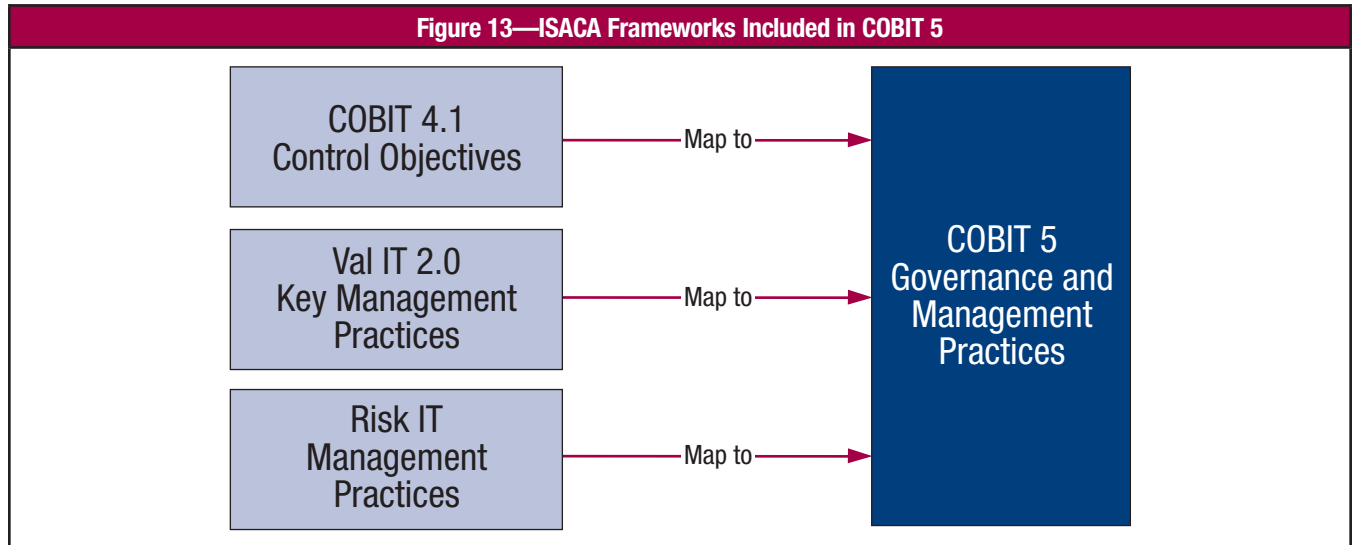 Figure 13—ISACA Frameworks Included in COBIT 5
COBIT 4.1
Control Objectives
Map to
Val IT 2.0
Key Management
Practices
Map to
Risk IT
Management
Practices
Map to
COBIT 5
Governance and
Management
Practices